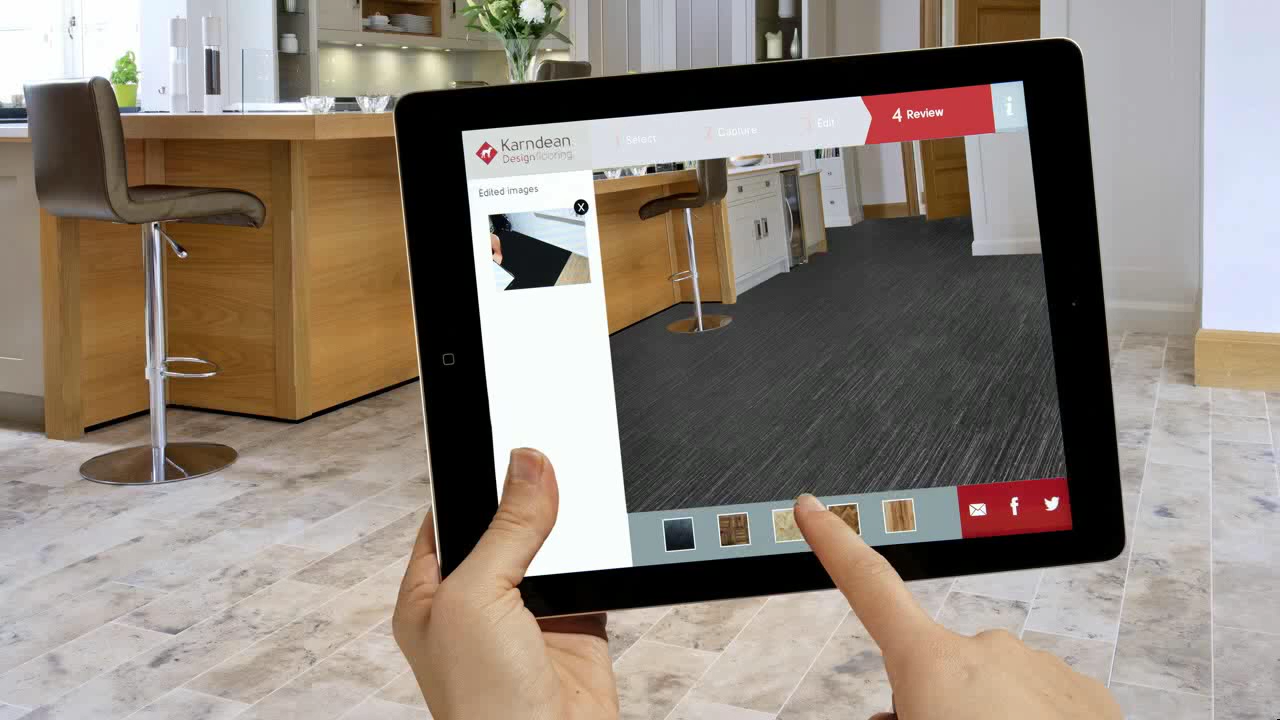 Karndean
Designflooring
1 Select
2 Capture
3 Edit
4 Review
i
Edited images
X
f